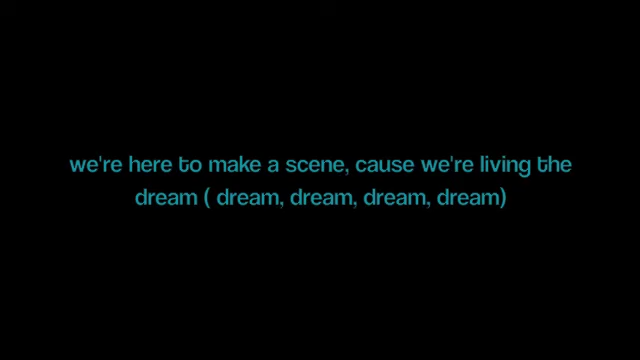 we're here to make a scene, cause we're living the
dream ( dream, dream, dream, dream)